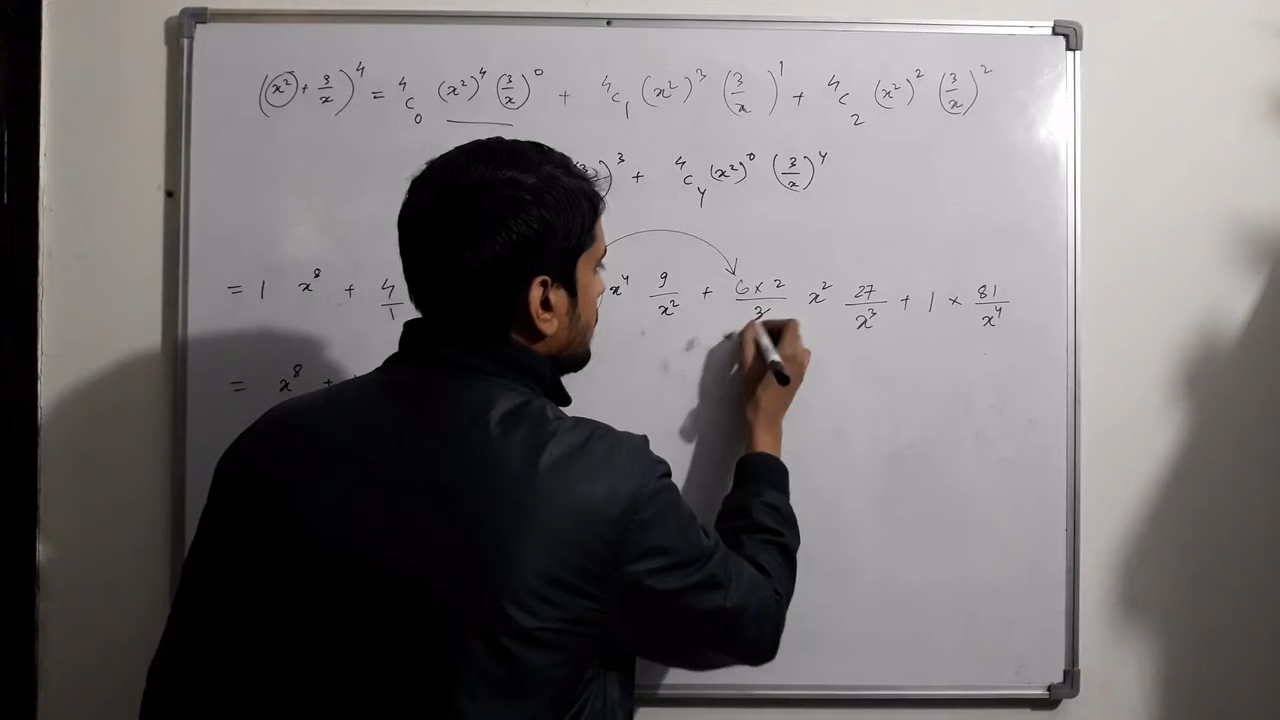 (x² + 3/x)⁴ = ⁴C₀ (x²)⁴ (3/x)⁰ + ⁴C₁ (x²)³ (3/x)¹ + ⁴C₂ (x²)² (3/x)²
)³ + ⁴C₄ (x²)⁰ (3/x)⁴
= 1 x⁸ + 4/1 x⁴ 9/x² + 6×2/3 x² 27/x³ + 1 × 81/x⁴
= x⁸ +